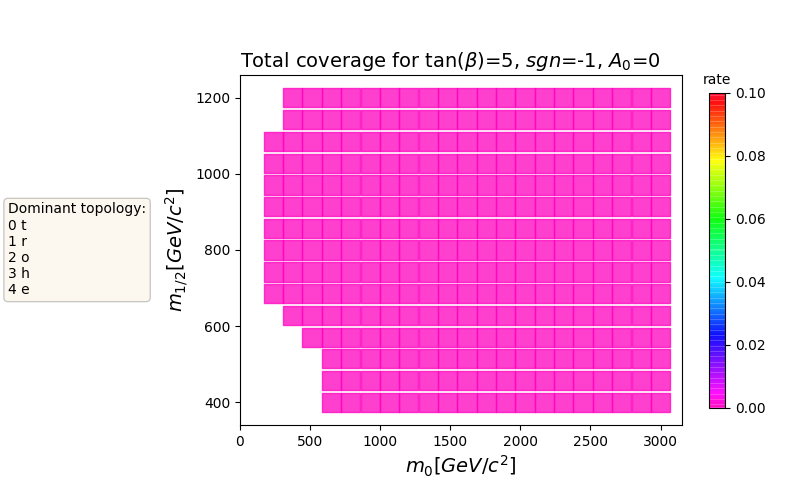 Total coverage for tan(β)=5, sgn=-1, A₀=0
rate
0.10
0.08
0.06
0.04
0.02
0.00
1200
1000
800
600
400
m₁/₂[GeV/c²]
Dominant topology:
0 t
1 r
2 o
3 h
4 e
0
500
1000
1500
2000
2500
3000
m₀[GeV/c²]